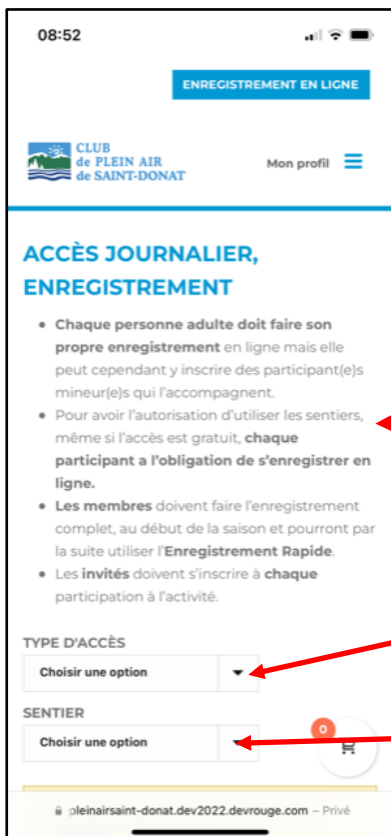 08:52
ENREGISTREMENT EN LIGNE
CLUB
de PLEIN AIR
de SAINT-DONAT
Mon profil
ACCÈS JOURNALIER,
ENREGISTREMENT
• Chaque personne adulte doit faire son
propre enregistrement en ligne mais elle
peut cependant y inscrire des participant(e)s
mineur(e)s qui l'accompagnent.
• Pour avoir l'autorisation d'utiliser les sentiers,
même si l'accès est gratuit, chaque
participant a l'obligation de s'enregistrer en
ligne.
• Les membres doivent faire l'enregistrement
complet, au début de la saison et pourront par
la suite utiliser l'Enregistrement Rapide.
• Les invités doivent s'inscrire à chaque
participation à l'activité.
TYPE D'ACCÈS
Choisir une option
SENTIER
Choisir une option
0
pleinairsaint-donat.dev2022.devrouge.com – Privé